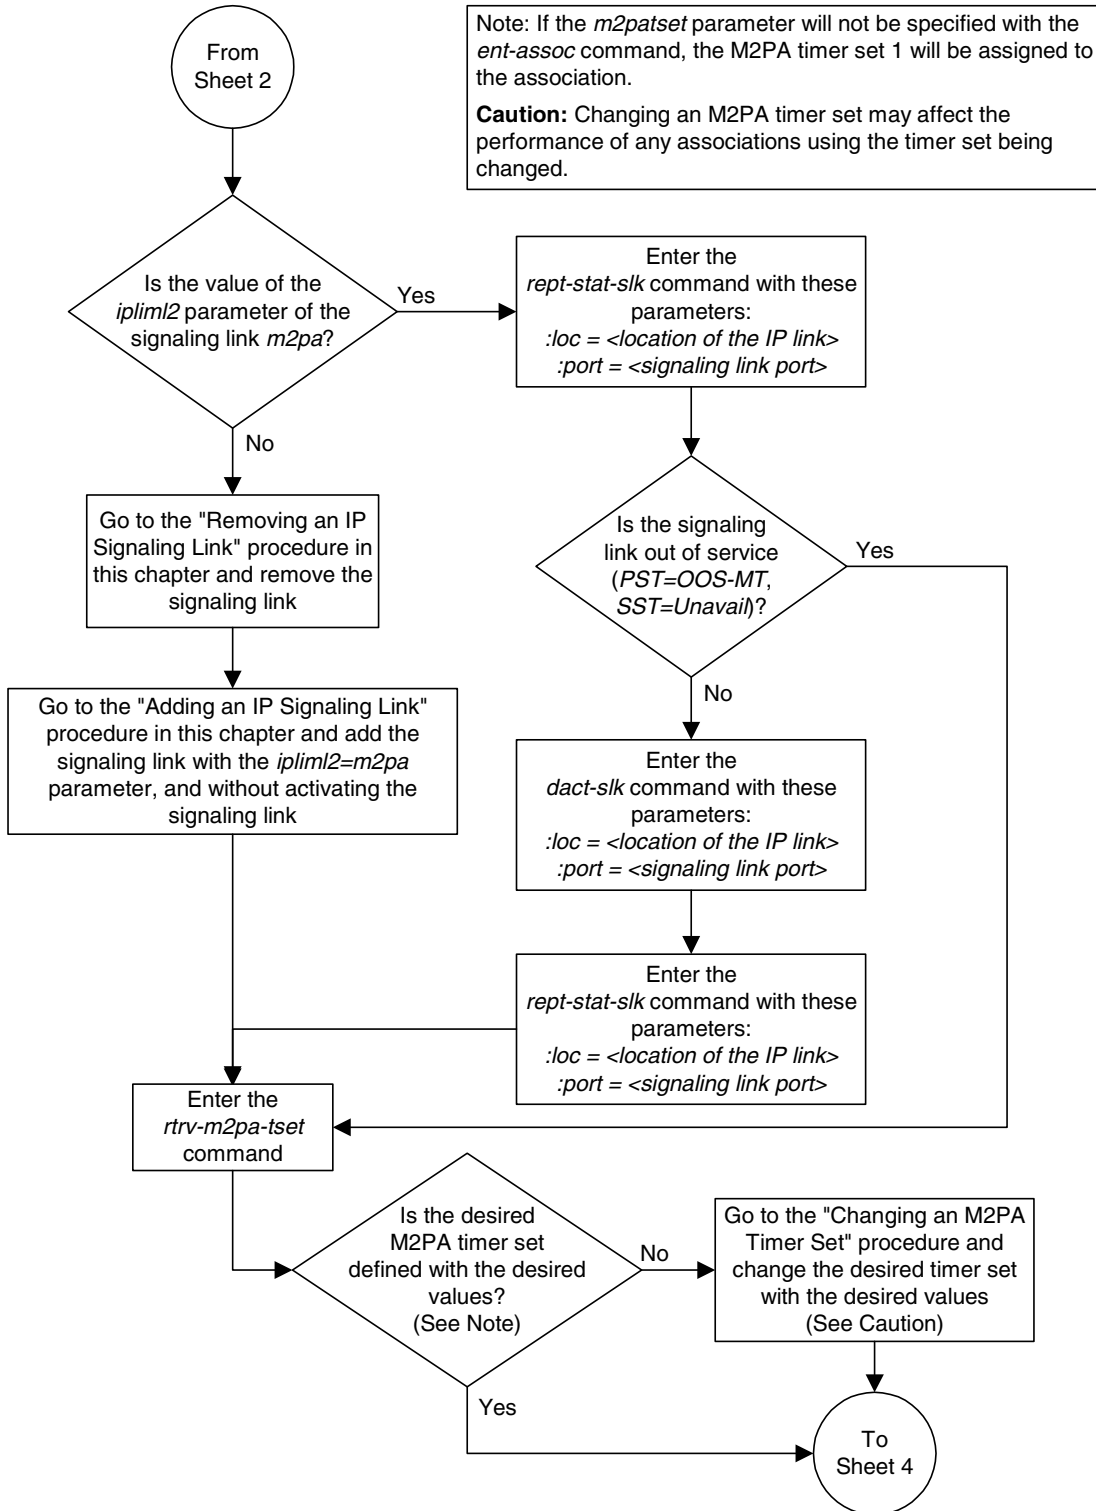 From
Sheet 2
Note: If the m2patset parameter will not be specified with the
ent-assoc command, the M2PA timer set 1 will be assigned to
the association.
Caution: Changing an M2PA timer set may affect the
performance of any associations using the timer set being
changed.
Is the value of the
ipliml2 parameter of the
signaling link m2pa?
Yes
No
Enter the
rept-stat-slk command with these
parameters:
:loc = <location of the IP link>
:port = <signaling link port>
Go to the "Removing an IP
Signaling Link" procedure in
this chapter and remove the
signaling link
Is the signaling
link out of service
(PST=OOS-MT,
SST=Unavail)?
Yes
No
Go to the "Adding an IP Signaling Link"
procedure in this chapter and add the
signaling link with the ipliml2=m2pa
parameter, and without activating the
signaling link
Enter the
dact-slk command with these
parameters:
:loc = <location of the IP link>
:port = <signaling link port>
Enter the
rept-stat-slk command with these
parameters:
:loc = <location of the IP link>
:port = <signaling link port>
Enter the
rtrv-m2pa-tset
command
Is the desired
M2PA timer set
defined with the desired
values?
(See Note)
No
Yes
Go to the "Changing an M2PA
Timer Set" procedure and
change the desired timer set
with the desired values
(See Caution)
To
Sheet 4